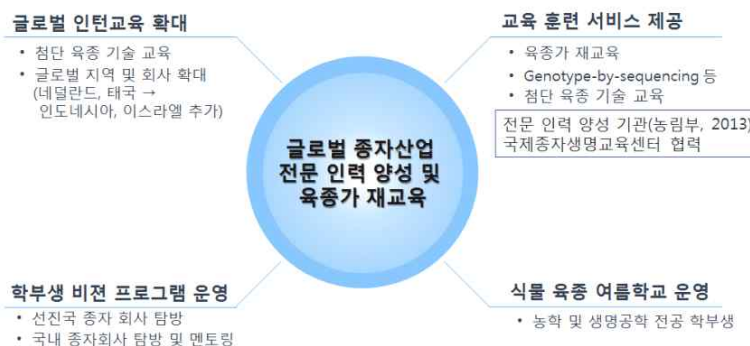 글로벌 인턴교육 확대
• 첨단 육종 기술 교육
• 글로벌 지역 및 회사 확대
(네덜란드, 태국 →
인도네시아, 이스라엘 추가)
교육 훈련 서비스 제공
• 육종가 재교육
• Genotype-by-sequencing 등
• 첨단 육종 기술 교육
전문 인력 양성 기관(농림부, 2013)
국제종자생명교육센터 협력
글로벌 종자산업
전문 인력 양성 및
육종가 재교육
학부생 비젼 프로그램 운영
• 선진국 종자 회사 탐방
• 국내 종자회사 탐방 및 멘토링
식물 육종 여름학교 운영
• 농학 및 생명공학 전공 학부생